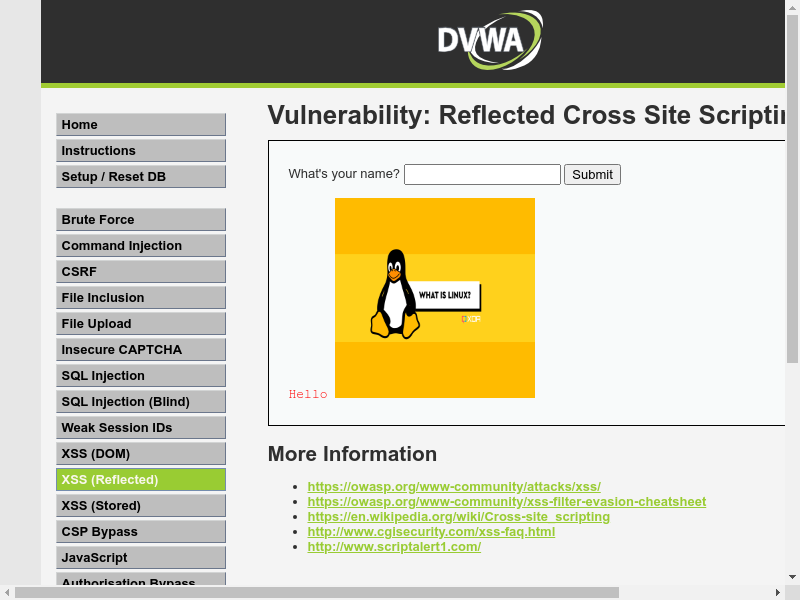 DVWA
Home
Instructions
Setup / Reset DB
Brute Force
Command Injection
CSRF
File Inclusion
File Upload
Insecure CAPTCHA
SQL Injection
SQL Injection (Blind)
Weak Session IDs
XSS (DOM)
XSS (Reflected)
XSS (Stored)
CSP Bypass
JavaScript
Authorisation Bypass
Vulnerability: Reflected Cross Site Scriptin
What's your name?
Submit
WHAT IS LINUX?
XDA
Hello
More Information
https://owasp.org/www-community/attacks/xss/
https://owasp.org/www-community/xss-filter-evasion-cheatsheet
https://en.wikipedia.org/wiki/Cross-site_scripting
http://www.cgisecurity.com/xss-faq.html
http://www.scriptalert1.com/